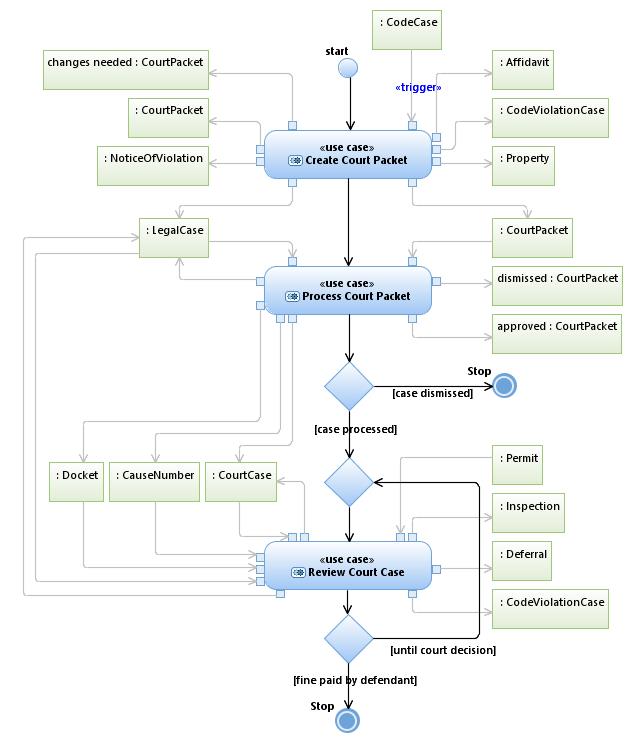 : CodeCase
start
changes needed : CourtPacket
: Affidavit
«trigger»
: CourtPacket
: CodeViolationCase
: NoticeOfViolation
«use case»
Create Court Packet
: Property
: LegalCase
: CourtPacket
«use case»
Process Court Packet
dismissed : CourtPacket
approved : CourtPacket
Stop
[case dismissed]
[case processed]
: Docket
: CauseNumber
: CourtCase
: Permit
: Inspection
«use case»
Review Court Case
: Deferral
: CodeViolationCase
[until court decision]
[fine paid by defendant]
Stop